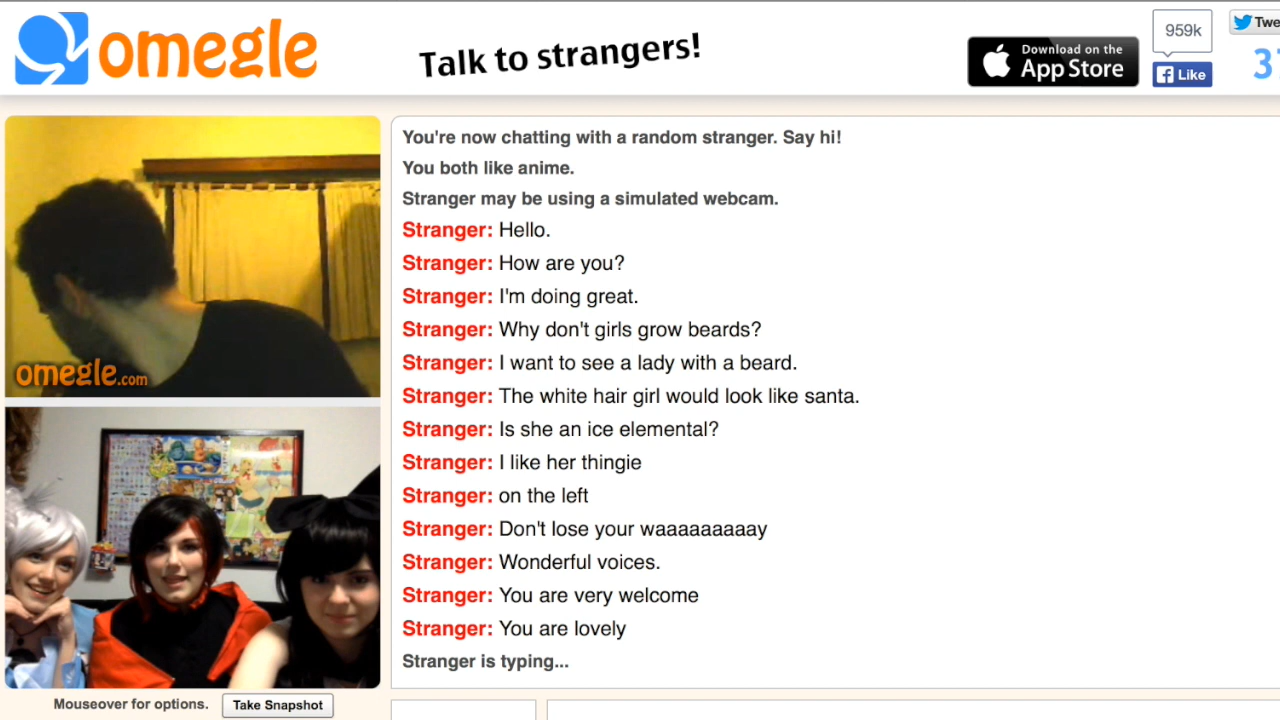 omegle
Talk to strangers!
Download on the
App Store
959k
Like
Twe
37
omegle.com
You're now chatting with a random stranger. Say hi!
You both like anime.
Stranger may be using a simulated webcam.
Stranger: Hello.
Stranger: How are you?
Stranger: I'm doing great.
Stranger: Why don't girls grow beards?
Stranger: I want to see a lady with a beard.
Stranger: The white hair girl would look like santa.
Stranger: Is she an ice elemental?
Stranger: I like her thingie
Stranger: on the left
Stranger: Don't lose your waaaaaaaaay
Stranger: Wonderful voices.
Stranger: You are very welcome
Stranger: You are lovely
Stranger is typing...
Mouseover for options.
Take Snapshot